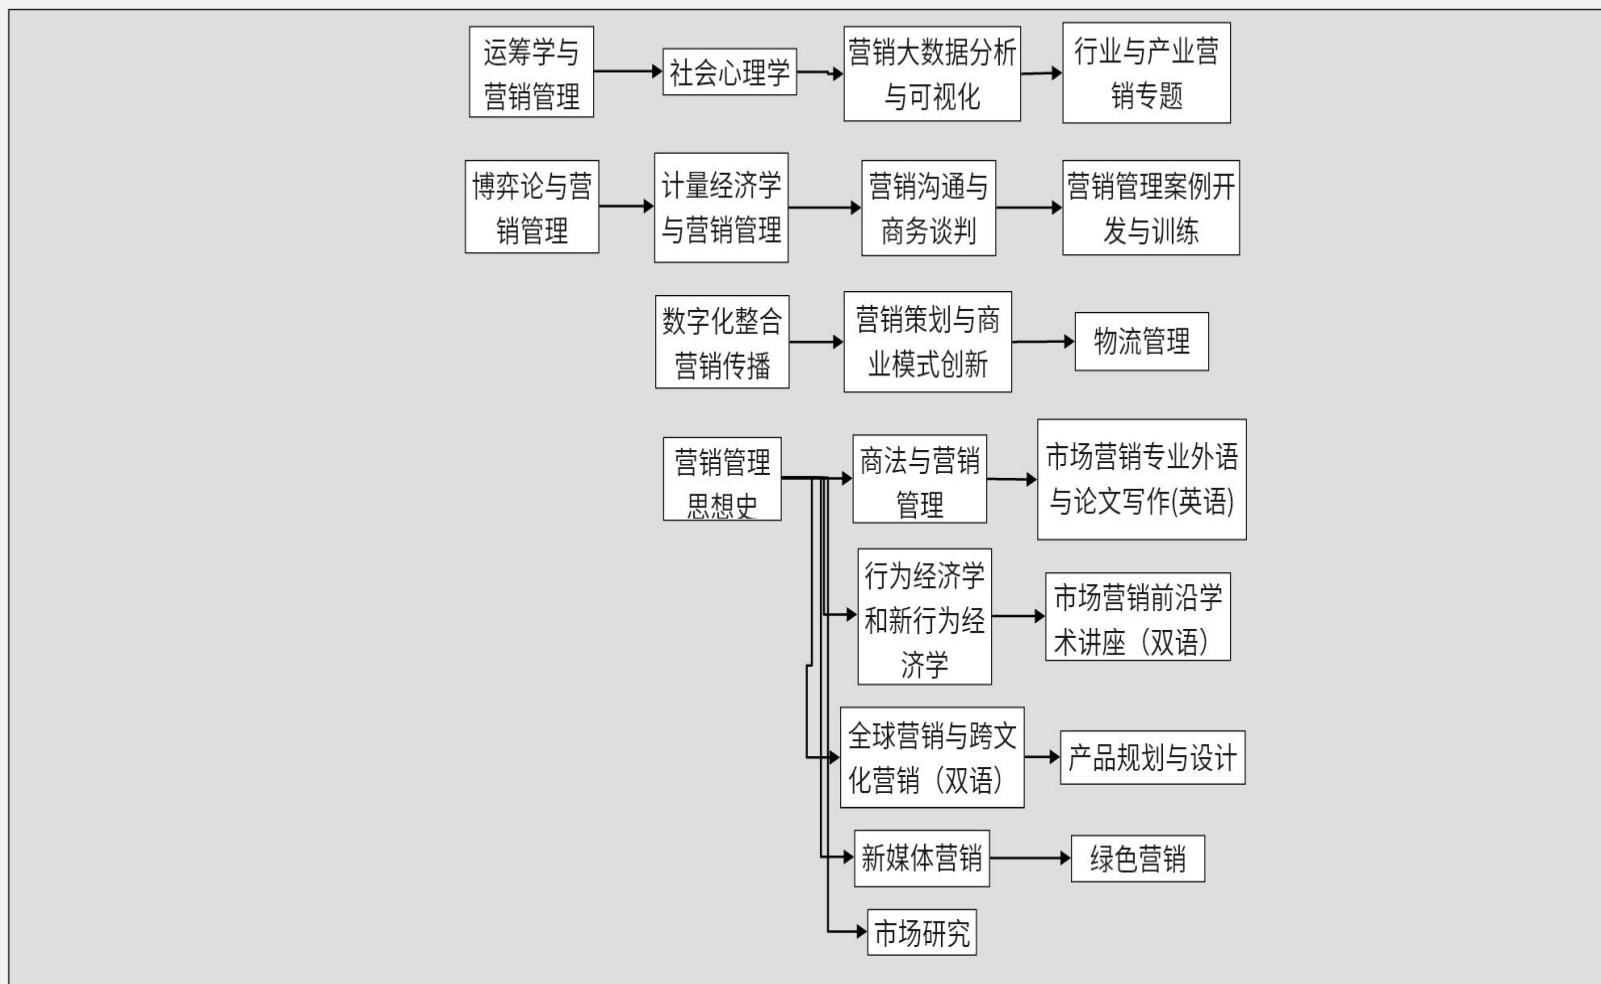 运筹学与
营销管理
社会心理学
营销大数据分析
与可视化
行业与产业营
销专题
博弈论与营
销管理
计量经济学
与营销管理
营销沟通与
商务谈判
营销管理案例开
发与训练
数字化整合
营销传播
营销策划与商
业模式创新
物流管理
营销管理
思想史
商法与营销
管理
市场营销专业外语
与论文写作(英语)
行为经济学
和新行为经
济学
市场营销前沿学
术讲座（双语）
全球营销与跨文
化营销（双语）
产品规划与设计
新媒体营销
绿色营销
市场研究